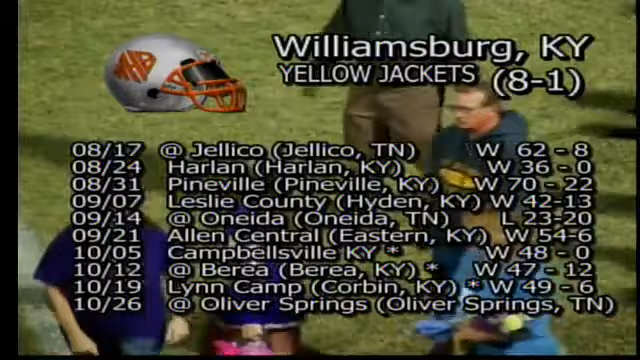 Williamsburg, KY
YELLOW JACKETS (8-1)
08/17 @ Jellico (Jellico, TN) W 62 - 8
08/24 Harlan (Harlan, KY) W 36 - 0
08/31 Pineville (Pineville, KY) W 70 - 22
09/07 Leslie County (Hyden, KY) W 42-13
09/14 @ Oneida (Oneida, TN) L 23-20
09/21 Allen Central (Eastern, KY) W 54-6
10/05 Campbellsville KY * W 48 - 0
10/12 @ Berea (Berea, KY) * W 47 - 12
10/19 Lynn Camp (Corbin, KY) * W 49 - 6
10/26 @ Oliver Springs (Oliver Springs, TN)